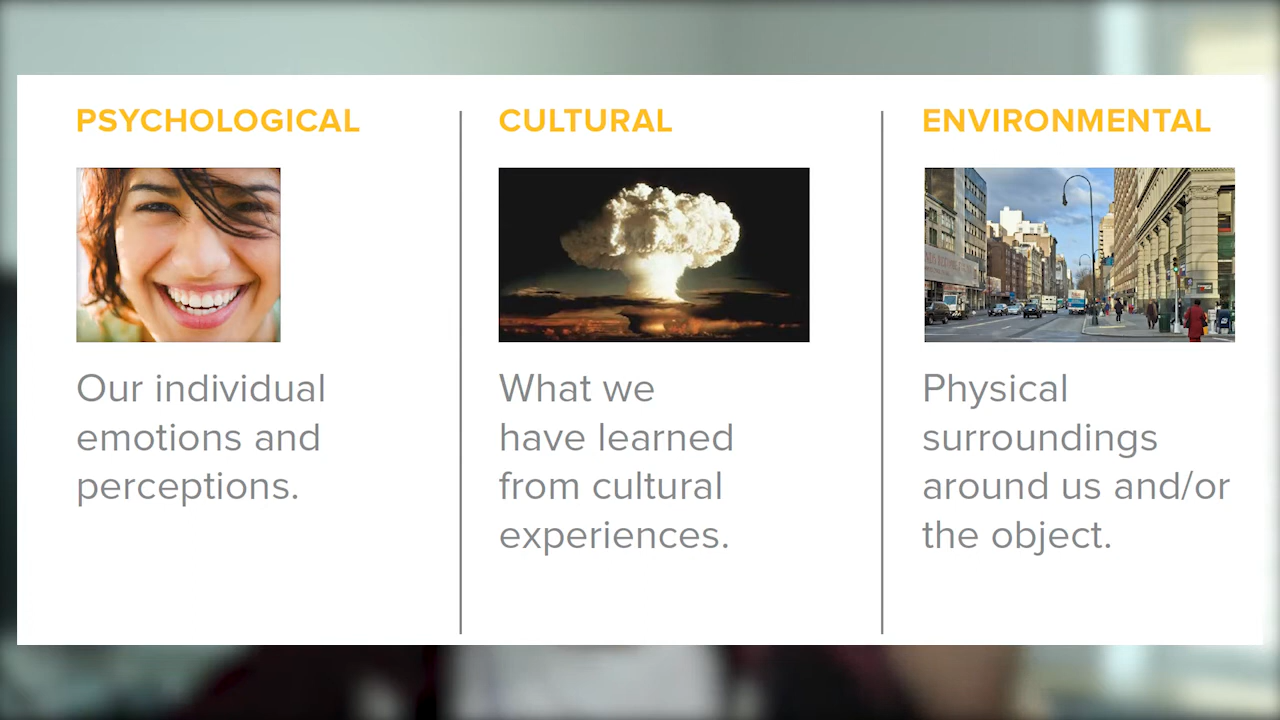 PSYCHOLOGICAL
Our individual
emotions and
perceptions.
CULTURAL
What we
have learned
from cultural
experiences.
ENVIRONMENTAL
Physical
surroundings
around us and/or
the object.